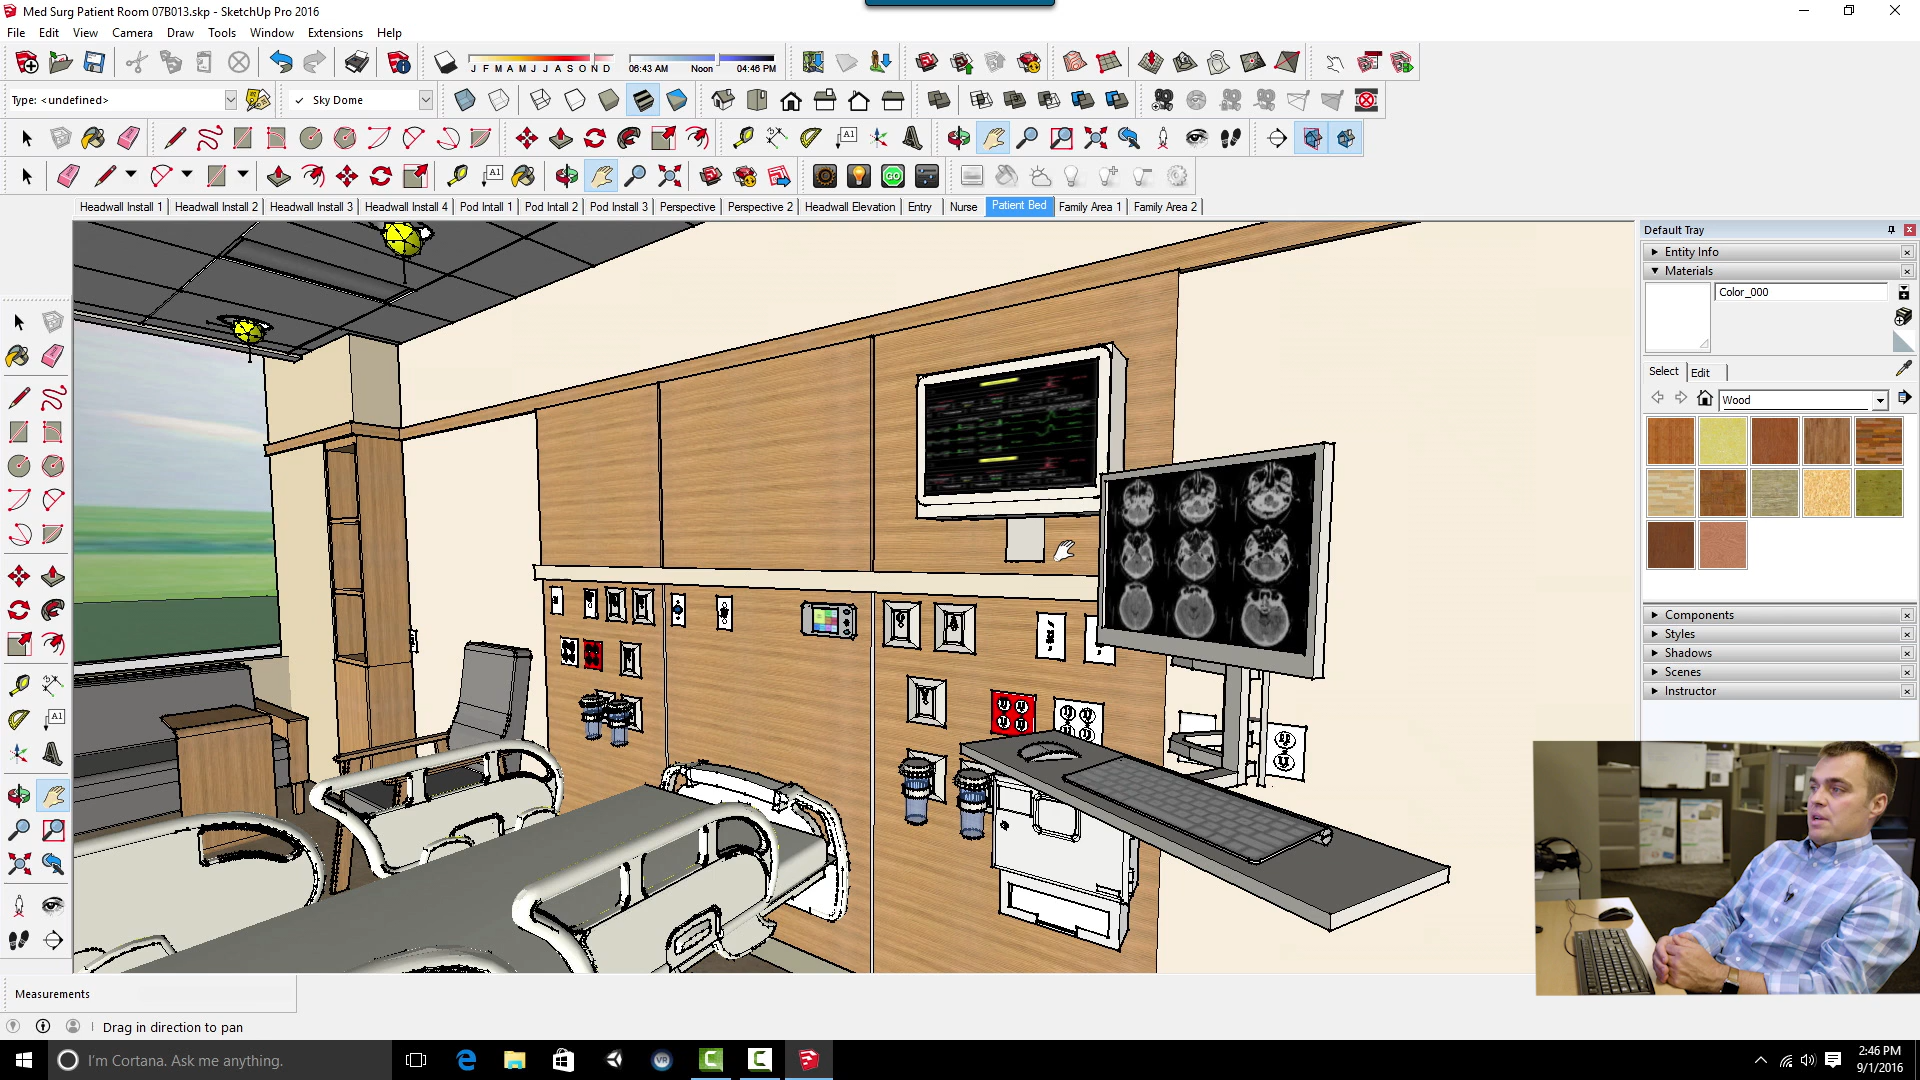 Med Surg Patient Room 07B013.skp - SketchUp Pro 2016
File Edit View Camera Draw Tools Window Extensions Help
J F M A M J J A S O N D 06:43 AM Noon 04:46 PM
Type: <undefined> Sky Dome
A1
A1 GO
Headwall Install 1 Headwall Install 2 Headwall Install 3 Headwall Install 4 Pod Intall 1 Pod Intall 2 Pod Install 3 Perspective Perspective 2 Headwall Elevation Entry Nurse Patient Bed Family Area 1 Family Area 2
Default Tray
Entity Info
Materials
Color_000
Select Edit
Wood
Components
Styles
Shadows
Scenes
Instructor
A1
Measurements
Drag in direction to pan
I'm Cortana. Ask me anything.
VR
2:46 PM
9/1/2016